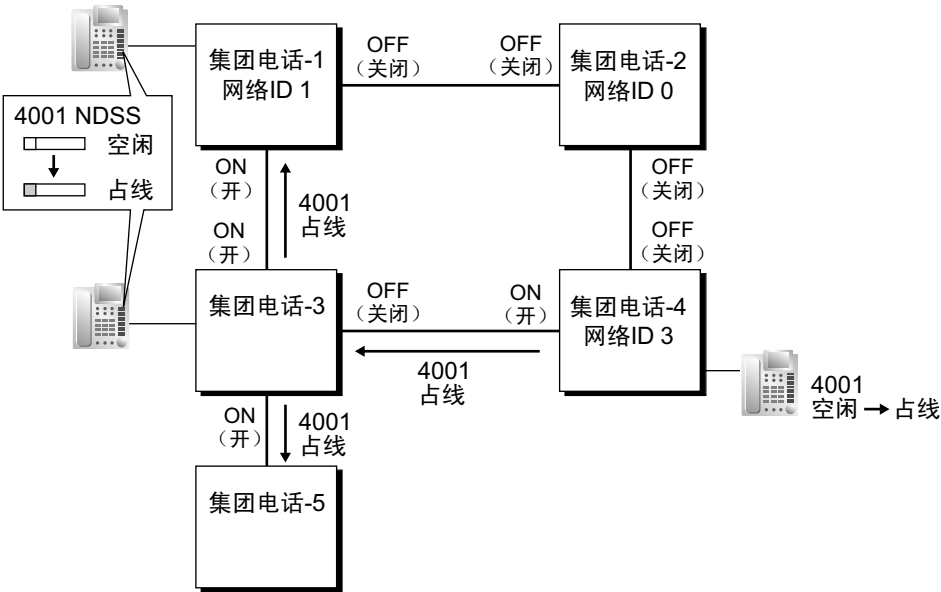 集团电话-1
网络ID 1
OFF
（关闭）
OFF
（关闭）
集团电话-2
网络ID 0
4001 NDSS
空闲
占线
ON
（开）
4001
占线
ON
（开）
OFF
（关闭）
OFF
（关闭）
集团电话-3
OFF
（关闭）
ON
（开）
集团电话-4
网络ID 3
4001
占线
4001
空闲 → 占线
ON
（开）
4001
占线
集团电话-5